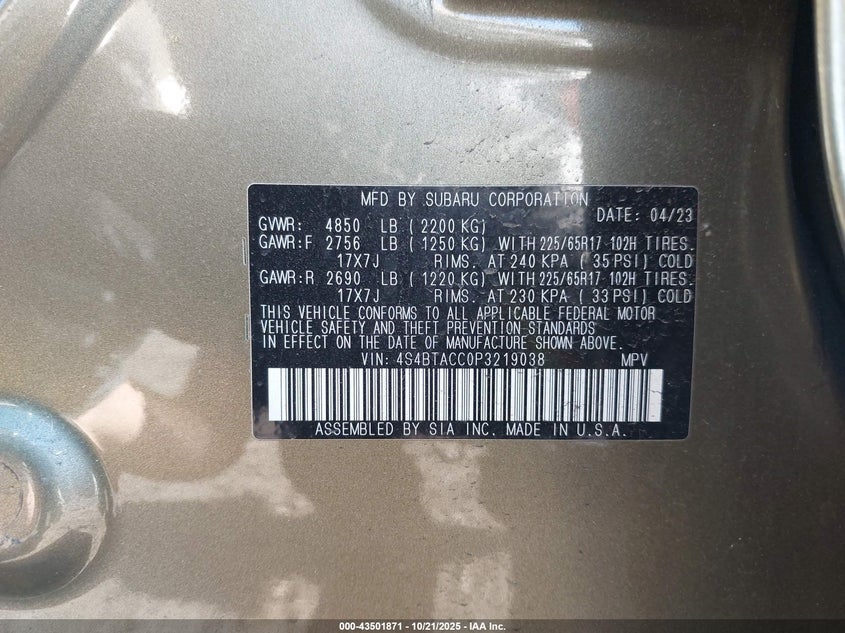 MFD BY SUBARU CORPORATION
DATE: 04/23
GVWR: 4850 LB ( 2200 KG)
GAWR:F 2756 LB ( 1250 KG) WITH 225/65R17 102H TIRES.
17X7J RIMS. AT 240 KPA ( 35 PSI) COLD
GAWR:R 2690 LB ( 1220 KG) WITH 225/65R17 102H TIRES.
17X7J RIMS. AT 230 KPA ( 33 PSI) COLD
THIS VEHICLE CONFORMS TO ALL APPLICABLE FEDERAL MOTOR
VEHICLE SAFETY AND THEFT PREVENTION STANDARDS
IN EFFECT ON THE DATE OF MANUFACTURE SHOWN ABOVE.
VIN: 4S4BTACC0P3219038 MPV
ASSEMBLED BY SIA INC. MADE IN U.S.A.
000-43501871 - 10/21/2025 - IAA Inc.